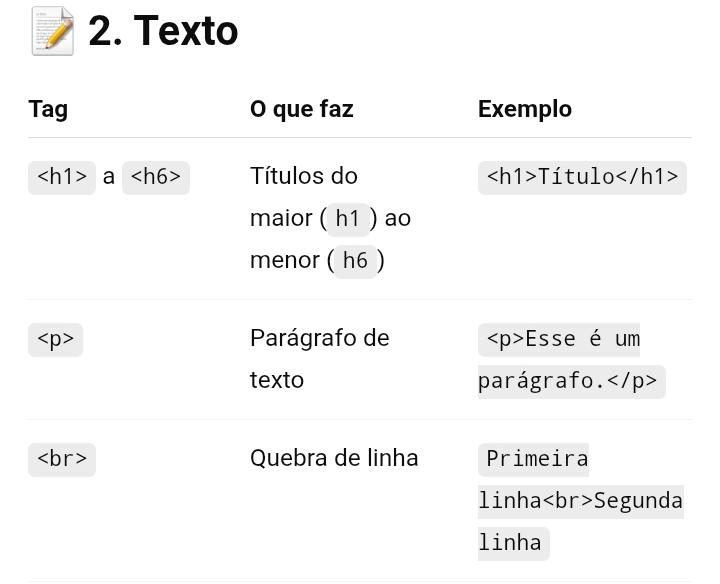 2. Texto
Tag O que faz Exemplo
<h1> a <h6> Títulos do <h1>Título</h1>
maior ( h1 ) ao
menor ( h6 )
<p> Parágrafo de <p>Esse é um
texto parágrafo.</p>
<br> Quebra de linha Primeira
linha<br>Segunda
linha